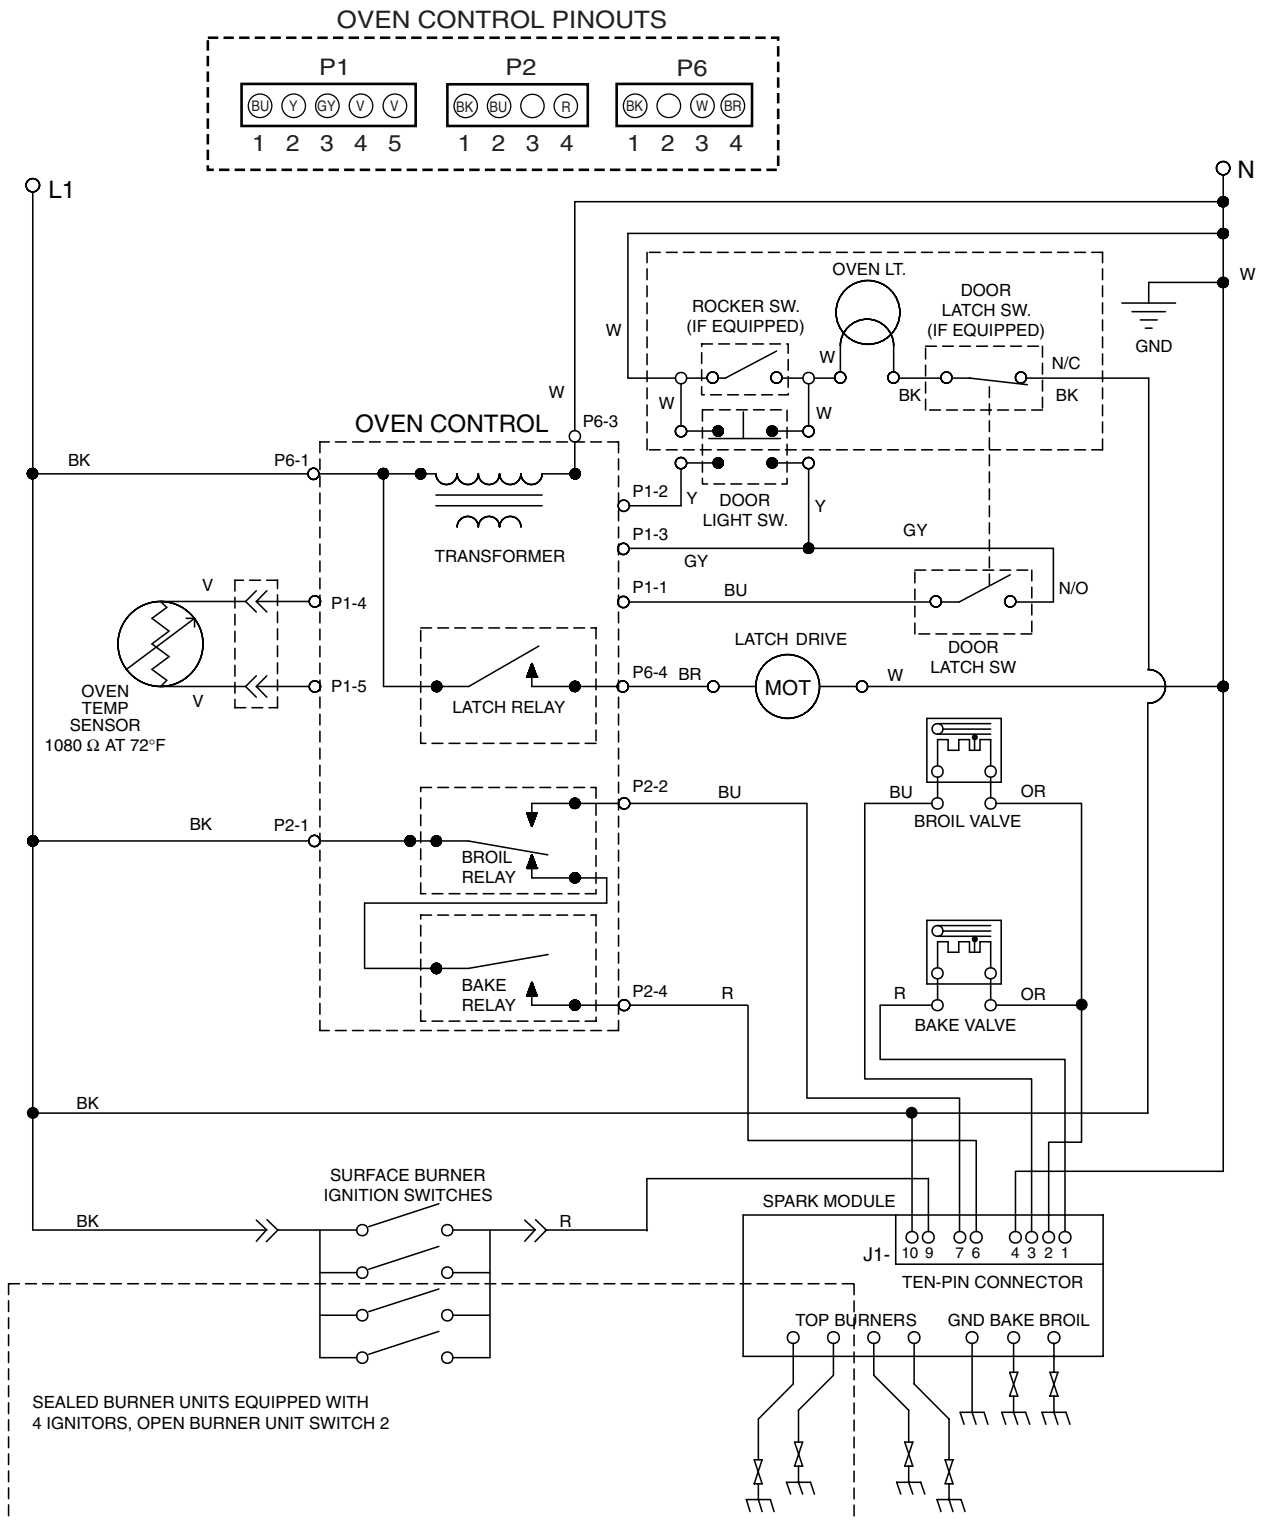 OVEN CONTROL PINOUTS
P1 P2 P6
BU Y GY V V BK BU R BK W BR
1 2 3 4 5 1 2 3 4 1 2 3 4
L1
N
W
OVEN LT.
ROCKER SW.
(IF EQUIPPED)
DOOR
LATCH SW.
(IF EQUIPPED)
GND
W
W
N/C
BK
BK
W
W
W
P6-3
OVEN CONTROL
BK
P6-1
P1-2
Y
DOOR
LIGHT SW.
Y
TRANSFORMER
P1-3
GY
GY
V
P1-4
P1-1
BU
N/O
DOOR
LATCH SW
V
P1-5
OVEN
TEMP
SENSOR
1080 Ω AT 72°F
LATCH RELAY
P6-4
BR
LATCH DRIVE
MOT
W
P2-2
BU
BU
OR
BROIL VALVE
BK
P2-1
BROIL
RELAY
BAKE
RELAY
P2-4
R
R
OR
BAKE VALVE
BK
SURFACE BURNER
IGNITION SWITCHES
BK
R
SPARK MODULE
J1-
10 9 7 6 4 3 2 1
TEN-PIN CONNECTOR
TOP BURNERS
GND BAKE BROIL
SEALED BURNER UNITS EQUIPPED WITH
4 IGNITORS, OPEN BURNER UNIT SWITCH 2